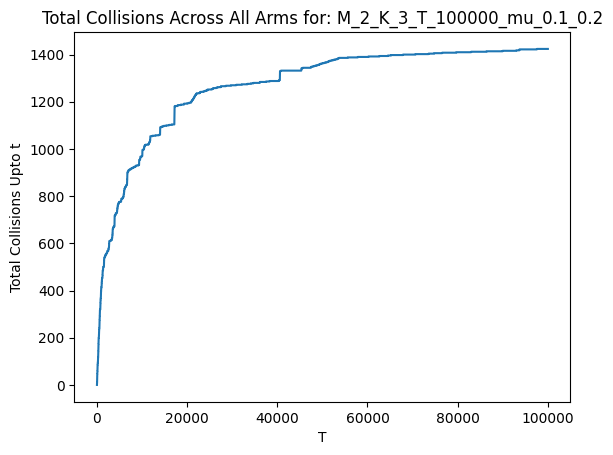 Total Collisions Across All Arms for: M_2_K_3_T_100000_mu_0.1_0.2
1400
1200
1000
800
600
400
200
0
Total Collisions Upto t
0 20000 40000 60000 80000 100000
T